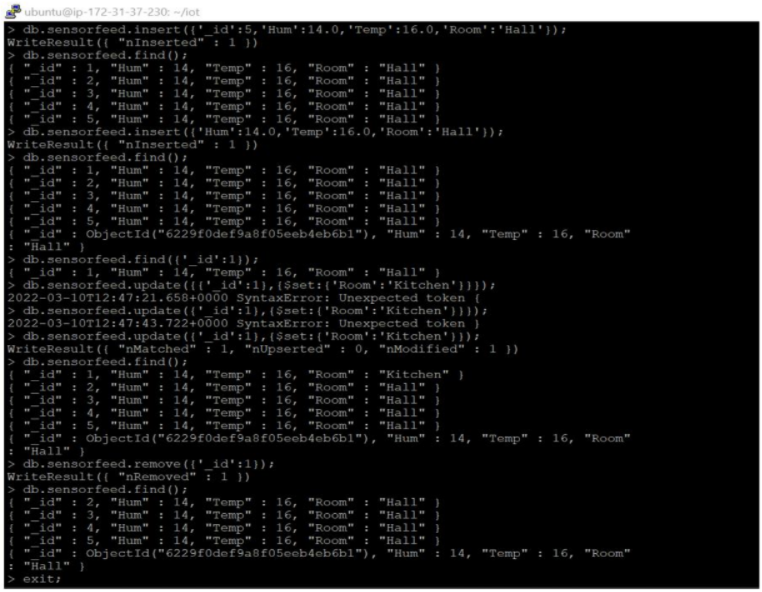 ubuntu@ip-172-31-37-230: ~/iot
> db.sensorfeed.insert({'_id':5,'Hum':14.0,'Temp':16.0,'Room':'Hall'});
WriteResult({ "nInserted" : 1 })
> db.sensorfeed.find();
{ "_id" : 1, "Hum" : 14, "Temp" : 16, "Room" : "Hall" }
{ "_id" : 2, "Hum" : 14, "Temp" : 16, "Room" : "Hall" }
{ "_id" : 3, "Hum" : 14, "Temp" : 16, "Room" : "Hall" }
{ "_id" : 4, "Hum" : 14, "Temp" : 16, "Room" : "Hall" }
{ "_id" : 5, "Hum" : 14, "Temp" : 16, "Room" : "Hall" }
> db.sensorfeed.insert({'Hum':14.0,'Temp':16.0,'Room':'Hall'});
WriteResult({ "nInserted" : 1 })
> db.sensorfeed.find();
{ "_id" : 1, "Hum" : 14, "Temp" : 16, "Room" : "Hall" }
{ "_id" : 2, "Hum" : 14, "Temp" : 16, "Room" : "Hall" }
{ "_id" : 3, "Hum" : 14, "Temp" : 16, "Room" : "Hall" }
{ "_id" : 4, "Hum" : 14, "Temp" : 16, "Room" : "Hall" }
{ "_id" : 5, "Hum" : 14, "Temp" : 16, "Room" : "Hall" }
{ "_id" : ObjectId("6229f0def9a8f05eeb4eb6b1"), "Hum" : 14, "Temp" : 16, "Room"
: "Hall" }
> db.sensorfeed.find({'_id':1});
{ "_id" : 1, "Hum" : 14, "Temp" : 16, "Room" : "Hall" }
> db.sensorfeed.update({{'_id':1},{$set:{'Room':'Kitchen'}}});
2022-03-10T12:47:21.658+0000 SyntaxError: Unexpected token {
> db.sensorfeed.update({'_id':1},{$set:{'Room':'Kitchen'}}});
2022-03-10T12:47:43.722+0000 SyntaxError: Unexpected token }
> db.sensorfeed.update({'_id':1},{$set:{'Room':'Kitchen'}});
WriteResult({ "nMatched" : 1, "nUpserted" : 0, "nModified" : 1 })
> db.sensorfeed.find();
{ "_id" : 1, "Hum" : 14, "Temp" : 16, "Room" : "Kitchen" }
{ "_id" : 2, "Hum" : 14, "Temp" : 16, "Room" : "Hall" }
{ "_id" : 3, "Hum" : 14, "Temp" : 16, "Room" : "Hall" }
{ "_id" : 4, "Hum" : 14, "Temp" : 16, "Room" : "Hall" }
{ "_id" : 5, "Hum" : 14, "Temp" : 16, "Room" : "Hall" }
{ "_id" : ObjectId("6229f0def9a8f05eeb4eb6b1"), "Hum" : 14, "Temp" : 16, "Room"
: "Hall" }
> db.sensorfeed.remove({'_id':1});
WriteResult({ "nRemoved" : 1 })
> db.sensorfeed.find();
{ "_id" : 2, "Hum" : 14, "Temp" : 16, "Room" : "Hall" }
{ "_id" : 3, "Hum" : 14, "Temp" : 16, "Room" : "Hall" }
{ "_id" : 4, "Hum" : 14, "Temp" : 16, "Room" : "Hall" }
{ "_id" : 5, "Hum" : 14, "Temp" : 16, "Room" : "Hall" }
{ "_id" : ObjectId("6229f0def9a8f05eeb4eb6b1"), "Hum" : 14, "Temp" : 16, "Room"
: "Hall" }
> exit;